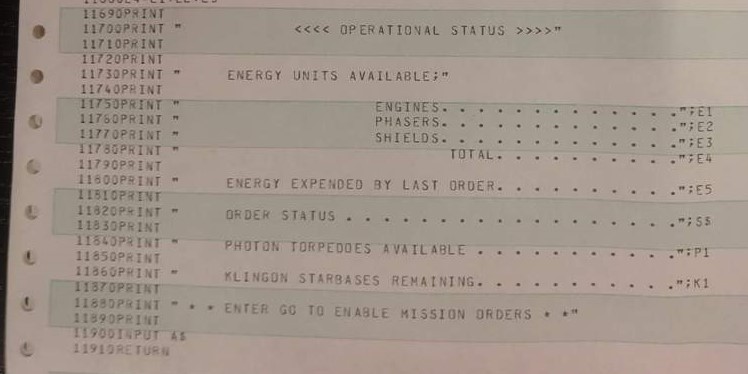 11690PRINT
11700PRINT "                <<<< OPERATIONAL STATUS >>>>"
11710PRINT
11720PRINT
11730PRINT "       ENERGY UNITS AVAILABLE;"
11740PRINT
11750PRINT "                         ENGINES. . . . . . . . . . . .";E1
11760PRINT "                         PHASERS. . . . . . . . . . . .";E2
11770PRINT "                         SHIELDS. . . . . . . . . . . .";E3
11780PRINT "                                  TOTAL. . . . . . . . .";E4
11790PRINT
11800PRINT "       ENERGY EXPENDED BY LAST ORDER. . . . . . . . .";E5
11810PRINT
11820PRINT "       ORDER STATUS . . . . . . . . . . . . . . . . .";S$
11830PRINT
11840PRINT "       PHOTON TORPEDOES AVAILABLE . . . . . . . . . .";P1
11850PRINT
11860PRINT "       KLINGON STARBASES REMAINING. . . . . . . . . .";K1
11870PRINT
11880PRINT " * * ENTER GO TO ENABLE MISSION ORDERS * *"
11890PRINT
11900INPUT A$
11910RETURN